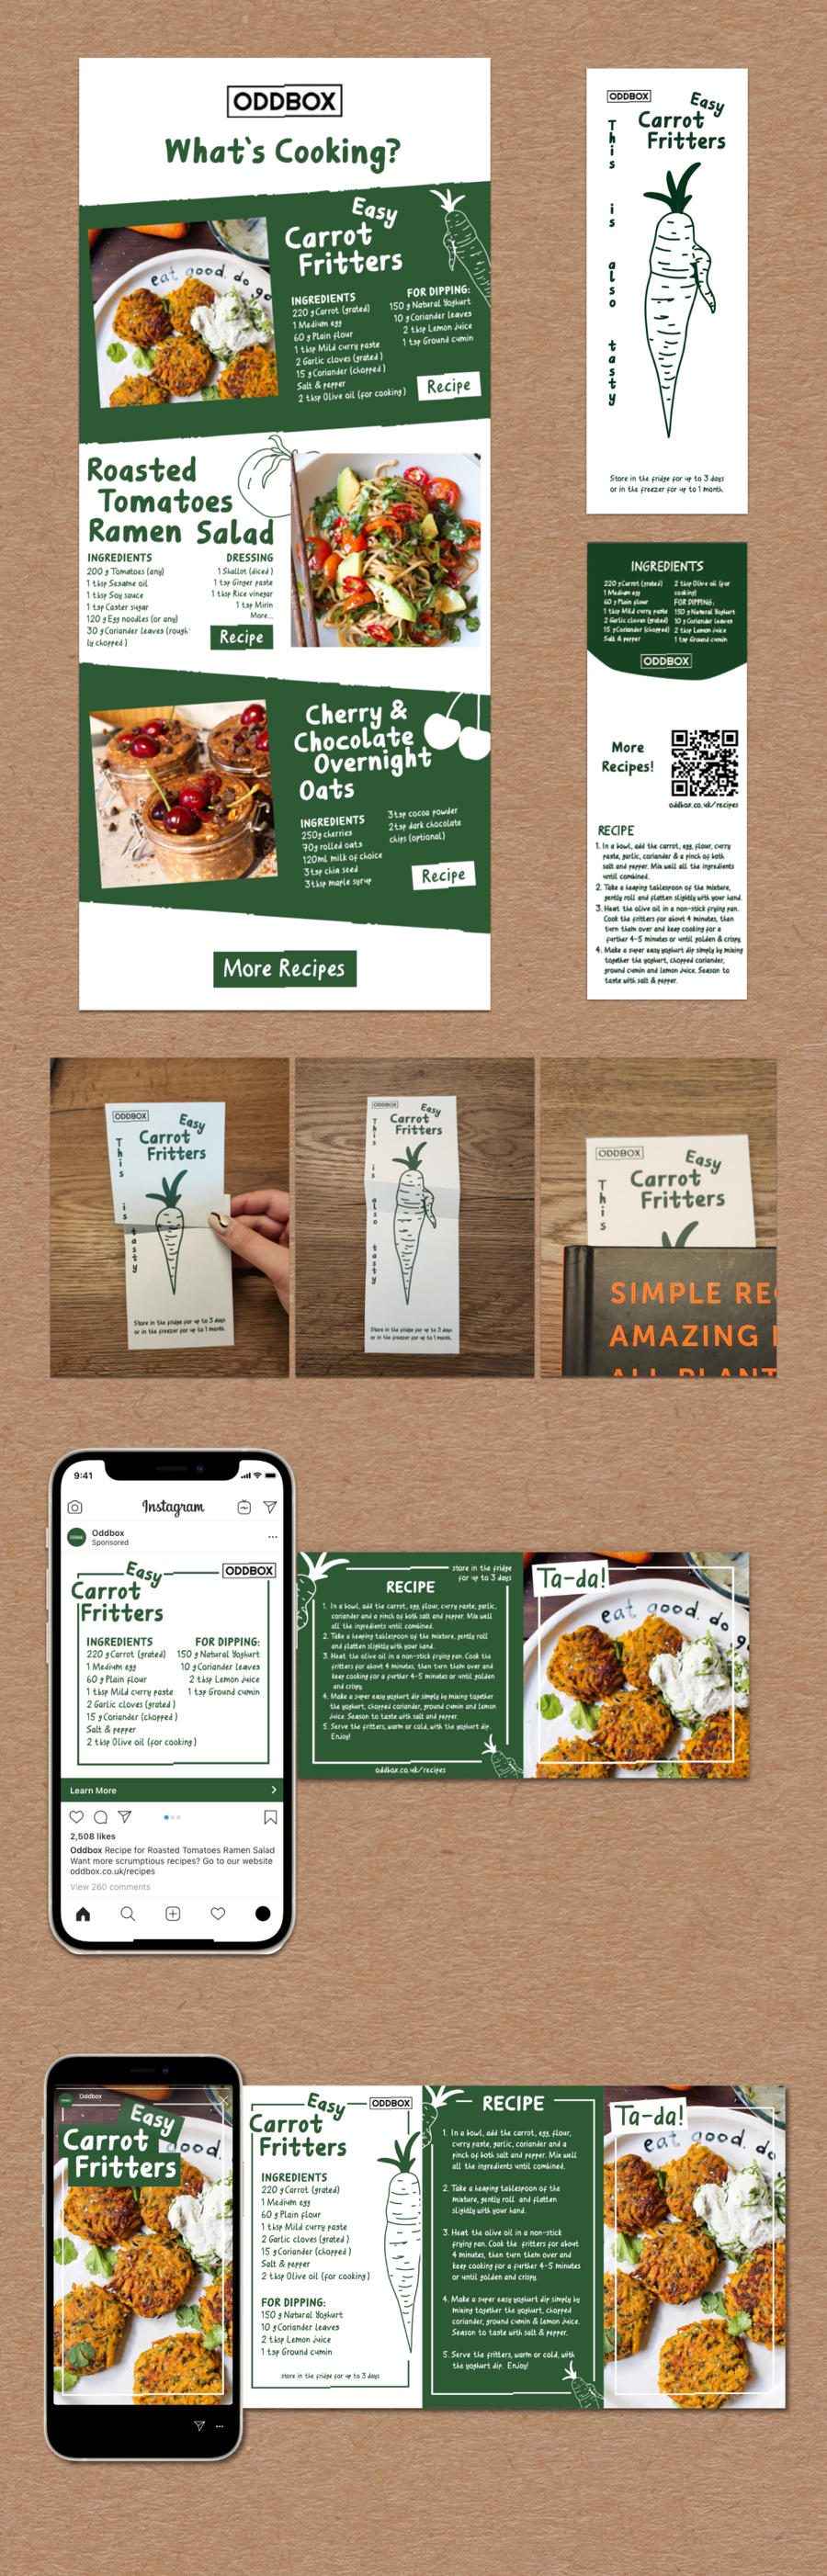 ODDBOX
What's Cooking?
Easy
Carrot
Fritters
INGREDIENTS
220 g Carrot (grated)
1 Medium egg
60 g Plain flour
1 tbsp Mild curry paste
2 Garlic cloves (grated)
15 g Coriander (chopped)
Salt & pepper
2 tbsp Olive oil (for cooking)
FOR DIPPING:
150 g Natural Yoghurt
10 g Coriander leaves
2 tbsp Lemon Juice
1 tsp Ground cumin
Recipe
eat good. do go
Roasted
Tomatoes
Ramen Salad
INGREDIENTS
200 g Tomatoes (any)
1 tbsp Sesame oil
1 tbsp Soy sauce
1 tsp Caster sugar
120 g Egg noodles (or any)
30 g Coriander leaves (rough-
ly chopped)
DRESSING
1 Shallot (diced)
1 tsp Ginger paste
1 tbsp Rice vinegar
1 tsp Mirin
More...
Recipe
Cherry &
Chocolate
Overnight
Oats
INGREDIENTS
250g cherries
70g rolled oats
120ml milk of choice
3 tsp chia seed
3 tbsp maple syrup
3 tsp cocoa powder
2 tsp dark chocolate
chips (optional)
Recipe
More Recipes
ODDBOX
Easy
Carrot
Fritters
This is also tasty
Store in the fridge for up to 3 days
or in the freezer for up to 1 month.
INGREDIENTS
220 g Carrot (grated)
1 Medium egg
60 g Plain flour
1 tbsp Mild curry paste
2 Garlic cloves (grated)
15 g Coriander (chopped)
Salt & pepper
2 tbsp Olive oil (for
cooking)
FOR DIPPING:
150 g Natural Yoghurt
10 g Coriander leaves
2 tbsp Lemon Juice
1 tsp Ground cumin
ODDBOX
More
Recipes!
oddbox.co.uk/recipes
RECIPE
1. In a bowl, add the carrot, egg, flour, curry
paste, garlic, coriander & a pinch of both
salt and pepper. Mix well all the ingredients
until combined.
2. Take a heaping tablespoon of the mixture,
gently roll and flatten slightly with your hand.
3. Heat the olive oil in a non-stick frying pan.
Cook the fritters for about 4 minutes, then
turn them over and keep cooking for a
further 4-5 minutes or until golden & crispy.
4. Make a super easy yoghurt dip simply by mixing
together the yoghurt, chopped coriander,
ground cumin and lemon juice. Season to
taste with salt & pepper.
ODDBOX
Easy
Carrot
Fritters
This is tasty
Store in the fridge for up to 3 days
or in the freezer for up to 1 month.
ODDBOX
Easy
Carrot
Fritters
This is also tasty
Store in the fridge for up to 3 days
or in the freezer for up to 1 month.
ODDBOX
Easy
Carrot
Fritters
This
SIMPLE RE
AMAZING
ALL PLANT
9:41
Instagram
Oddbox
Sponsored
Easy
Carrot
Fritters
ODDBOX
INGREDIENTS
220 g Carrot (grated)
1 Medium egg
60 g Plain flour
1 tbsp Mild curry paste
2 Garlic cloves (grated)
15 g Coriander (chopped)
Salt & pepper
2 tbsp Olive oil (for cooking)
FOR DIPPING:
150 g Natural Yoghurt
10 g Coriander leaves
2 tbsp Lemon Juice
1 tsp Ground cumin
Learn More
2,508 likes
Oddbox Recipe for Roasted Tomatoes Ramen Salad
Want more scrumptious recipes? Go to our website
oddbox.co.uk/recipes
View 260 comments
store in the fridge
for up to 3 days
RECIPE
1. In a bowl, add the carrot, egg, flour, curry paste, garlic,
coriander and a pinch of both salt and pepper. Mix well
all the ingredients until combined.
2. Take a heaping tablespoon of the mixture, gently roll
and flatten slightly with your hand.
3. Heat the olive oil in a non-stick frying pan. Cook the
fritters for about 4 minutes, then turn them over and
keep cooking for a further 4-5 minutes or until golden
and crispy.
4. Make a super easy yoghurt dip simply by mixing together
the yoghurt, chopped coriander, ground cumin and lemon
juice. Season to taste with salt and pepper.
5. Serve the fritters, warm or cold, with the yoghurt dip.
Enjoy!
oddbox.co.uk/recipes
Ta-da!
eat good. do g
Oddbox
Easy
Carrot
Fritters
ood.
Easy
Carrot
Fritters
ODDBOX
INGREDIENTS
220 g Carrot (grated)
1 Medium egg
60 g Plain flour
1 tbsp Mild curry paste
2 Garlic cloves (grated)
15 g Coriander (chopped)
Salt & pepper
2 tbsp Olive oil (for cooking)
FOR DIPPING:
150 g Natural Yoghurt
10 g Coriander leaves
2 tbsp Lemon Juice
1 tsp Ground cumin
store in the fridge for up to 3 days
RECIPE
1. In a bowl, add the carrot, egg, flour,
curry paste, garlic, coriander and a
pinch of both salt and pepper. Mix well
all the ingredients until combined.
2. Take a heaping tablespoon of the
mixture, gently roll and flatten
slightly with your hand.
3. Heat the olive oil in a non-stick
frying pan. Cook the fritters for about
4 minutes, then turn them over and
keep cooking for a further 4-5 minutes
or until golden and crispy.
4. Make a super easy yoghurt dip simply by
mixing together the yoghurt, chopped
coriander, ground cumin & lemon juice.
Season to taste with salt & pepper.
5. Serve the fritters, warm or cold, with
the yoghurt dip. Enjoy!
Ta-da!
eat good. do